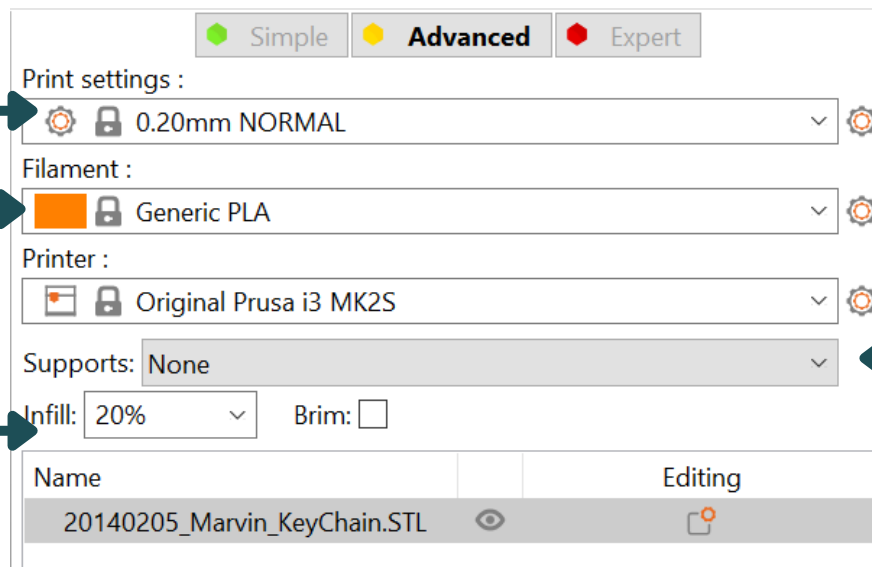 Simple Advanced Expert
Print settings :
0.20mm NORMAL
Filament :
Generic PLA
Printer :
Original Prusa i3 MK2S
Supports: None
Infill: 20% Brim:
Name Editing
20140205_Marvin_KeyChain.STL